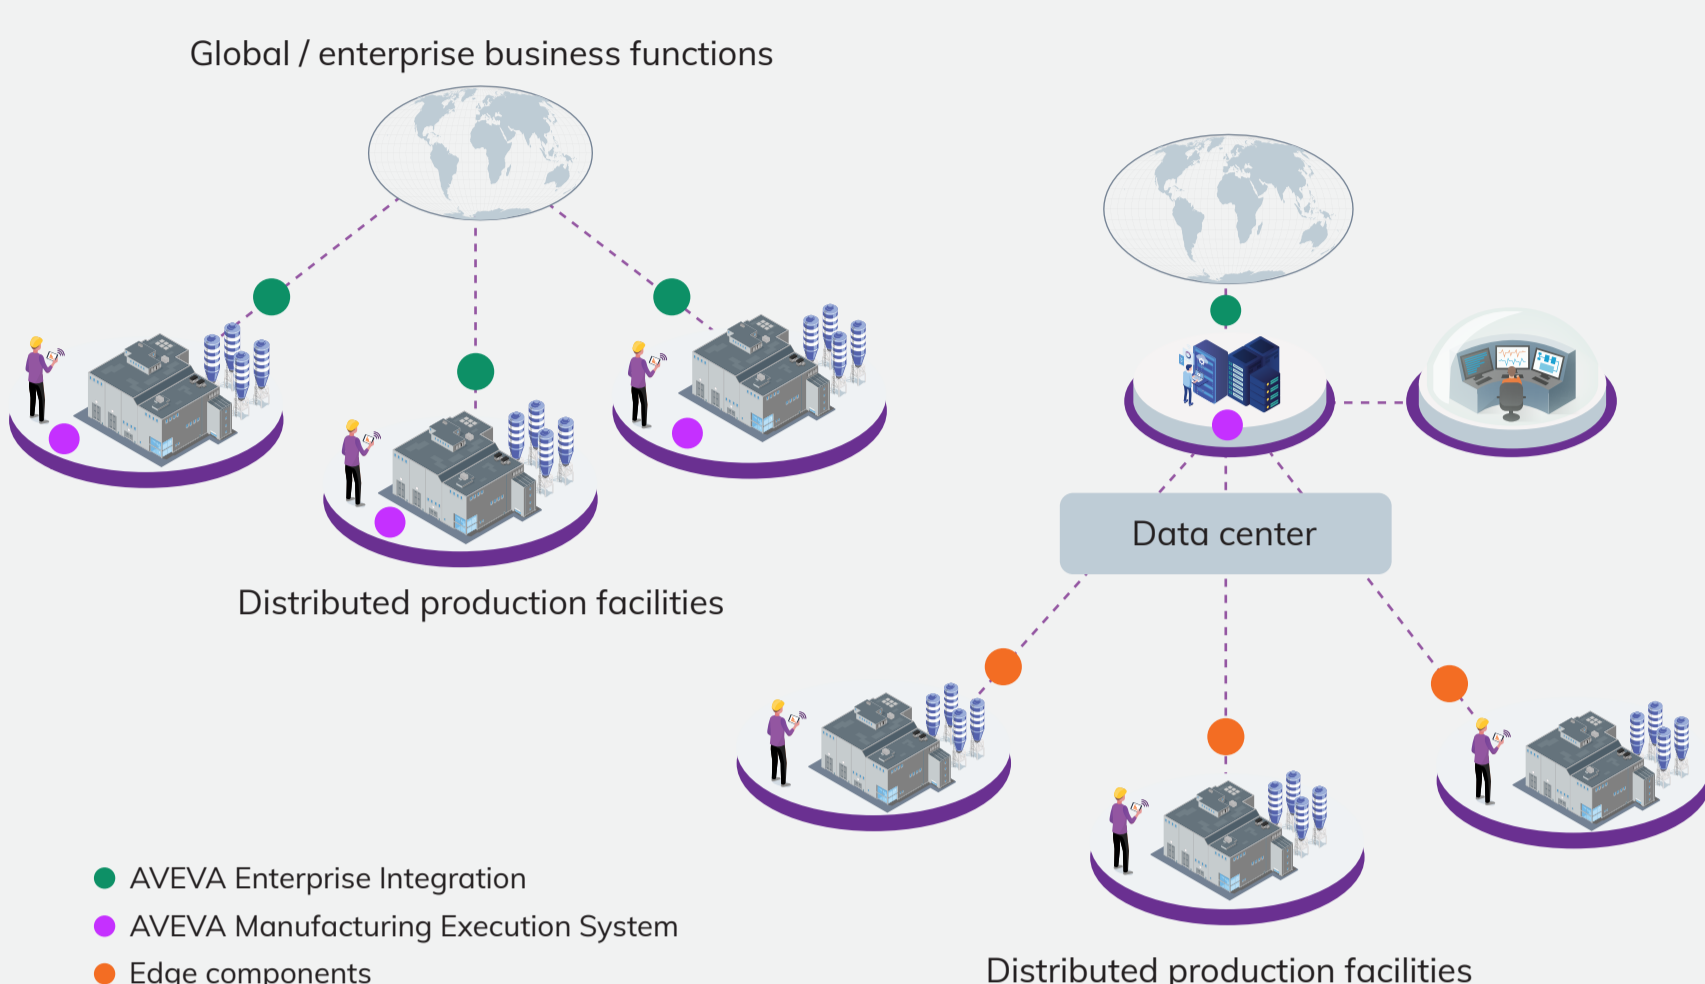 Global / enterprise business functions
Distributed production facilities
Data center
AVEVA Enterprise Integration
AVEVA Manufacturing Execution System
Edge components
Distributed production facilities